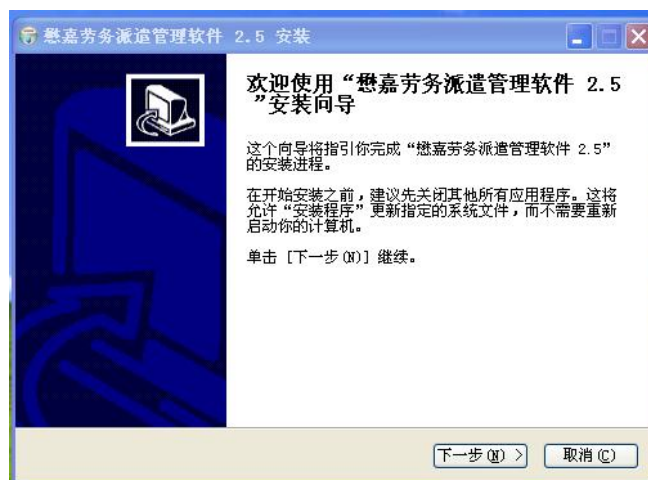 懋嘉劳务派遣管理软件 2.5 安装
欢迎使用“懋嘉劳务派遣管理软件 2.5
”安装向导
这个向导将指引你完成“懋嘉劳务派遣管理软件 2.5”
的安装进程。
在开始安装之前，建议先关闭其他所有应用程序。这将
允许“安装程序”更新指定的系统文件，而不需要重新
启动你的计算机。
单击 [下一步(N)] 继续。
下一步(N) >
取消(C)